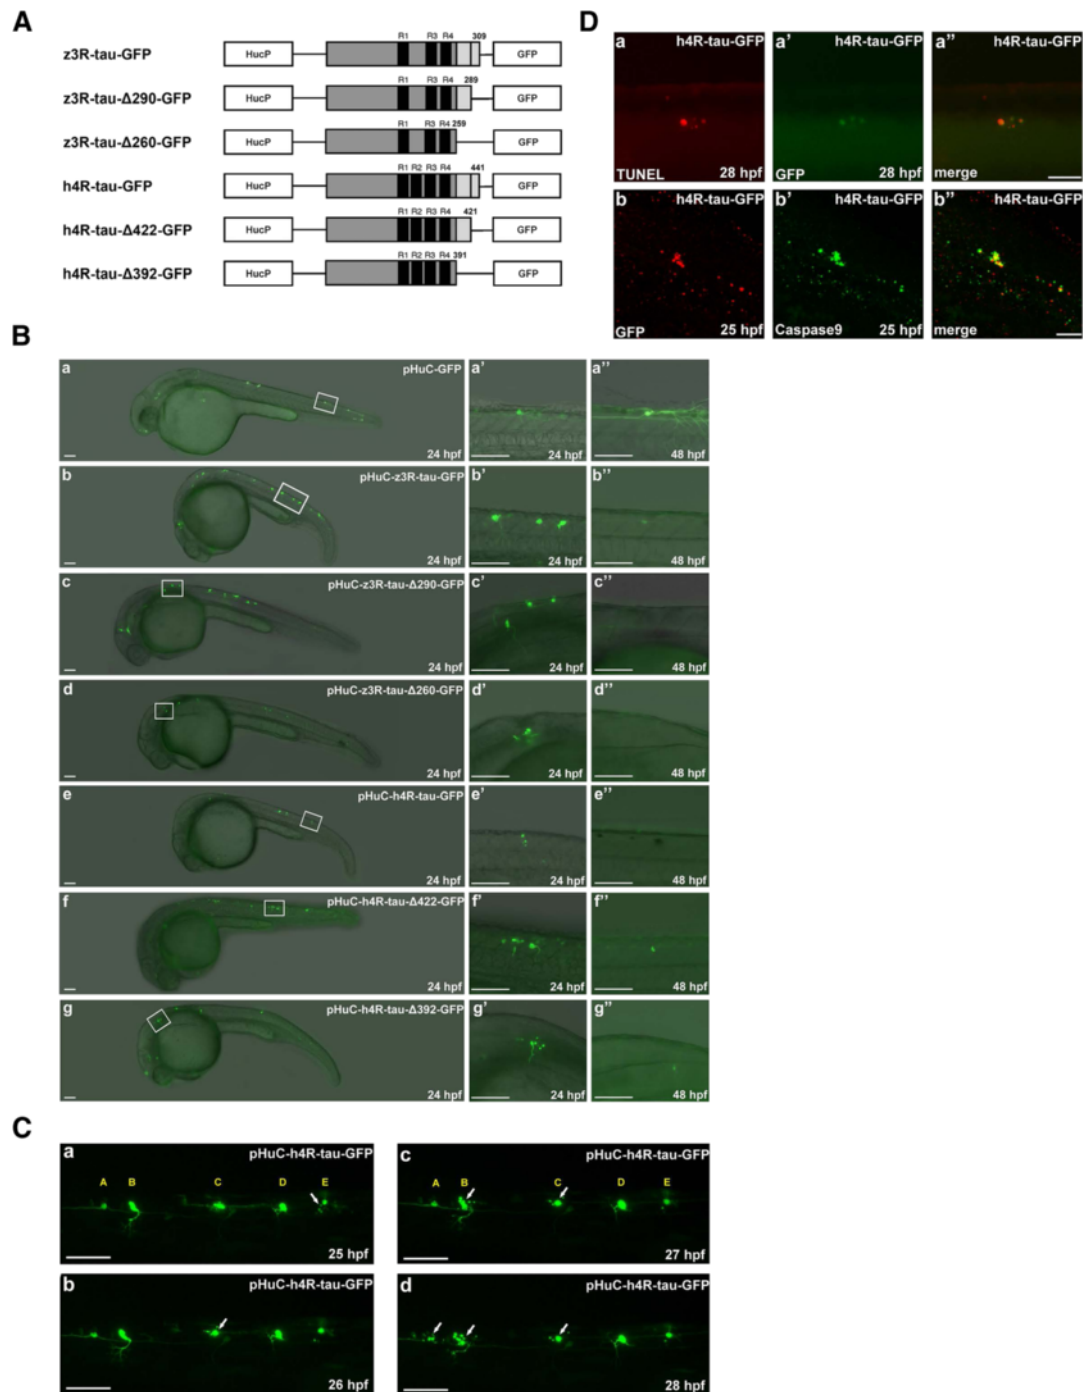 A
R1 R3 R4 309
z3R-tau-GFP HucP GFP
R1 R3 R4 289
z3R-tau-Δ290-GFP HucP GFP
R1 R3 R4 259
z3R-tau-Δ260-GFP HucP GFP
R1 R2 R3 R4 441
h4R-tau-GFP HucP GFP
R1 R2 R3 R4 421
h4R-tau-Δ422-GFP HucP GFP
R1 R2 R3 R4 391
h4R-tau-Δ392-GFP HucP GFP
B
a pHuC-GFP a' a''
24 hpf 24 hpf 48 hpf
b pHuC-z3R-tau-GFP b' b''
24 hpf 24 hpf 48 hpf
c pHuC-z3R-tau-Δ290-GFP c' c''
24 hpf 24 hpf 48 hpf
d pHuC-z3R-tau-Δ260-GFP d' d''
24 hpf 24 hpf 48 hpf
e pHuC-h4R-tau-GFP e' e''
24 hpf 24 hpf 48 hpf
f pHuC-h4R-tau-Δ422-GFP f' f''
24 hpf 24 hpf 48 hpf
g pHuC-h4R-tau-Δ392-GFP g' g''
24 hpf 24 hpf 48 hpf
C
a pHuC-h4R-tau-GFP
A B C D E
25 hpf
b pHuC-h4R-tau-GFP
26 hpf
c pHuC-h4R-tau-GFP
A B C D E
27 hpf
d pHuC-h4R-tau-GFP
28 hpf
D
a h4R-tau-GFP a' h4R-tau-GFP a'' h4R-tau-GFP
TUNEL 28 hpf GFP 28 hpf merge
b h4R-tau-GFP b' h4R-tau-GFP b'' h4R-tau-GFP
GFP 25 hpf Caspase9 25 hpf merge